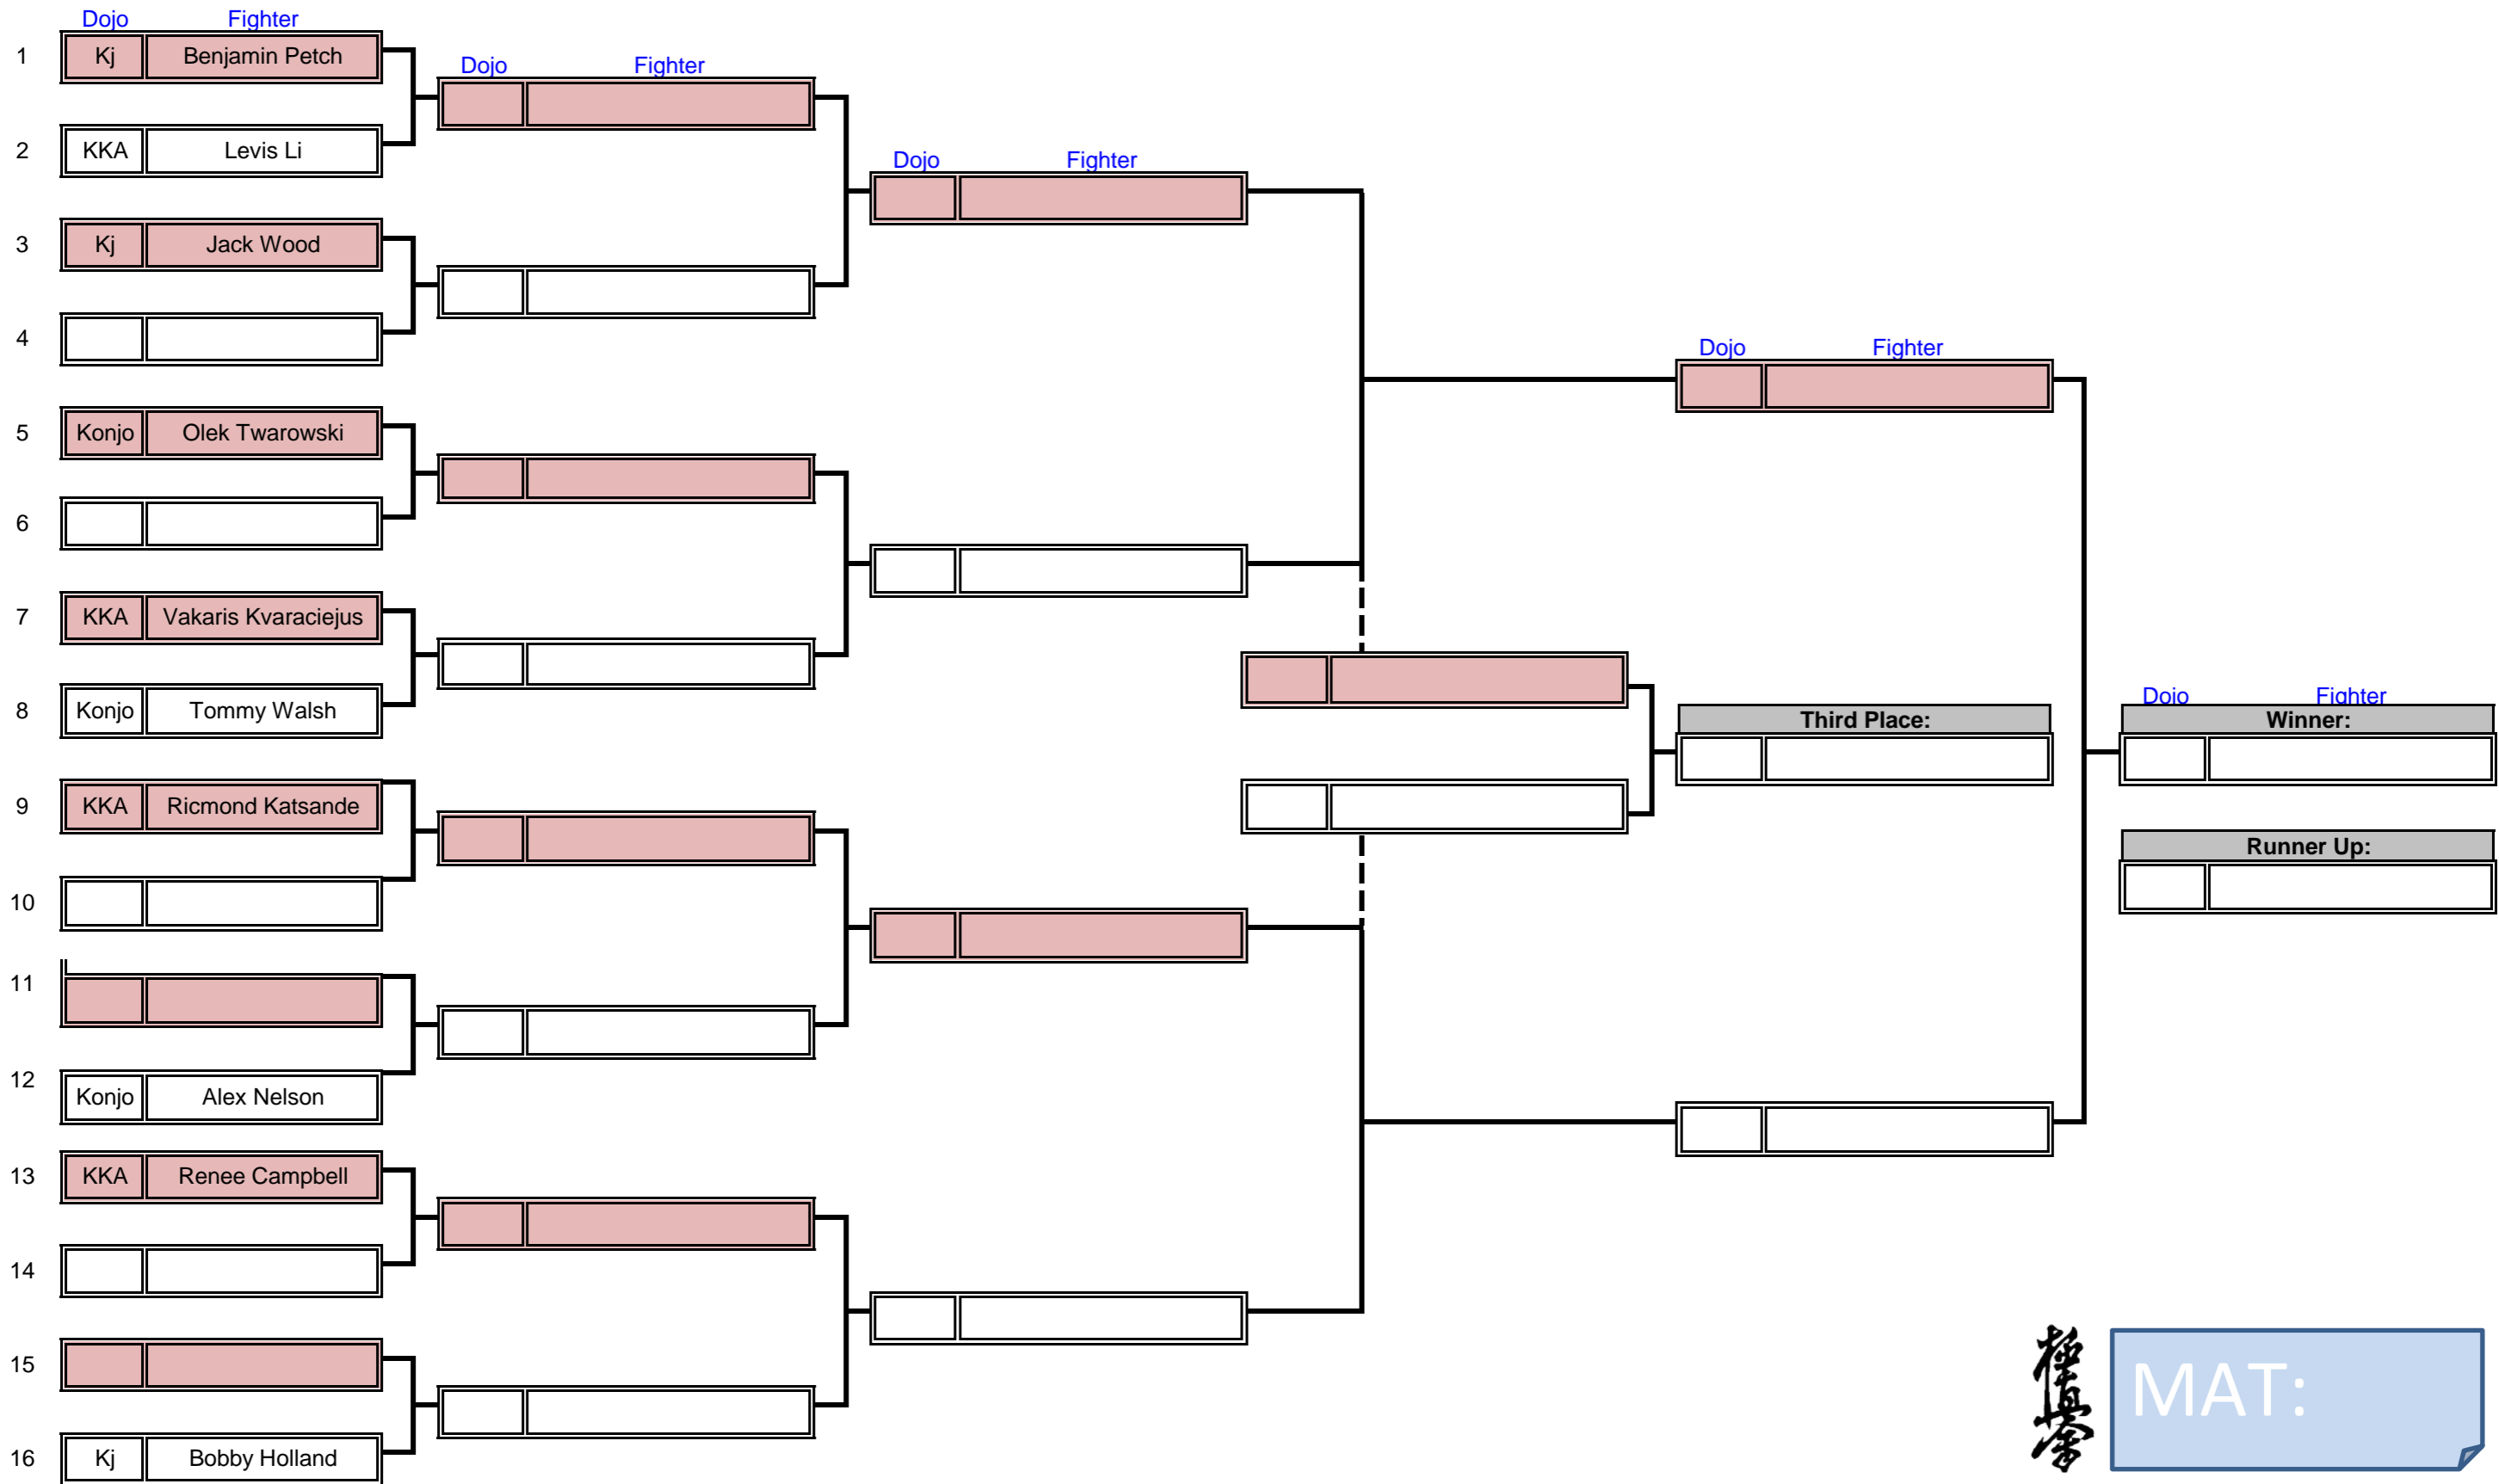 Dojo Fighter
1 Kj Benjamin Petch
Dojo Fighter
2 KKA Levis Li
Dojo Fighter
3 Kj Jack Wood
4
Dojo Fighter
5 Konjo Olek Twarowski
6
7 KKA Vakaris Kvaraciejus
Dojo Fighter
8 Konjo Tommy Walsh
Third Place: Winner:
9 KKA Ricmond Katsande
Runner Up:
10
11
12 Konjo Alex Nelson
13 KKA Renee Campbell
14
15
極真會
MAT:
16 Kj Bobby Holland